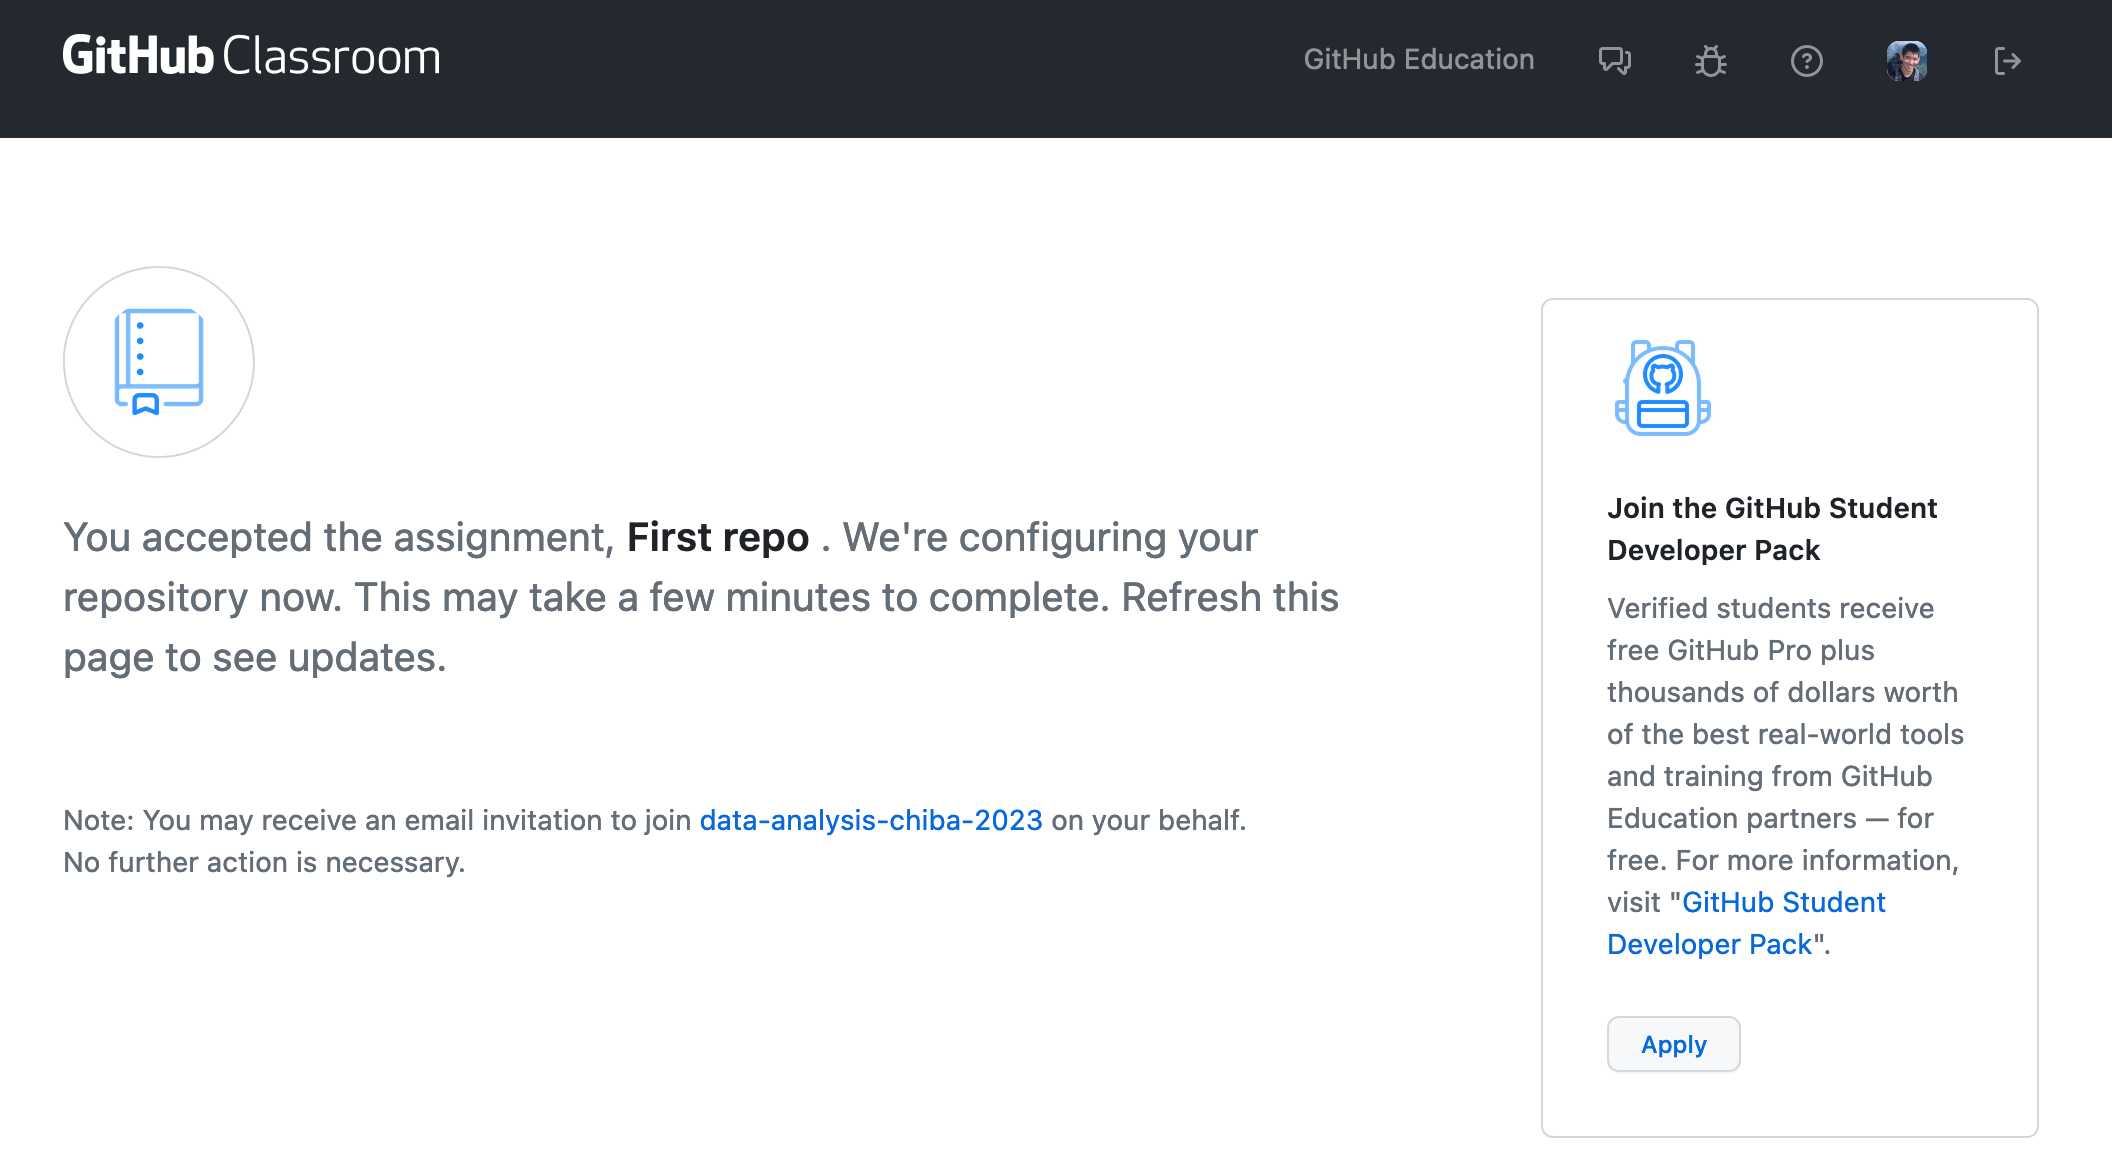 GitHub Classroom
GitHub Education
You accepted the assignment, First repo . We're configuring your
repository now. This may take a few minutes to complete. Refresh this
page to see updates.
Note: You may receive an email invitation to join data-analysis-chiba-2023 on your behalf.
No further action is necessary.
Join the GitHub Student
Developer Pack
Verified students receive
free GitHub Pro plus
thousands of dollars worth
of the best real-world tools
and training from GitHub
Education partners — for
free. For more information,
visit "GitHub Student
Developer Pack".
Apply